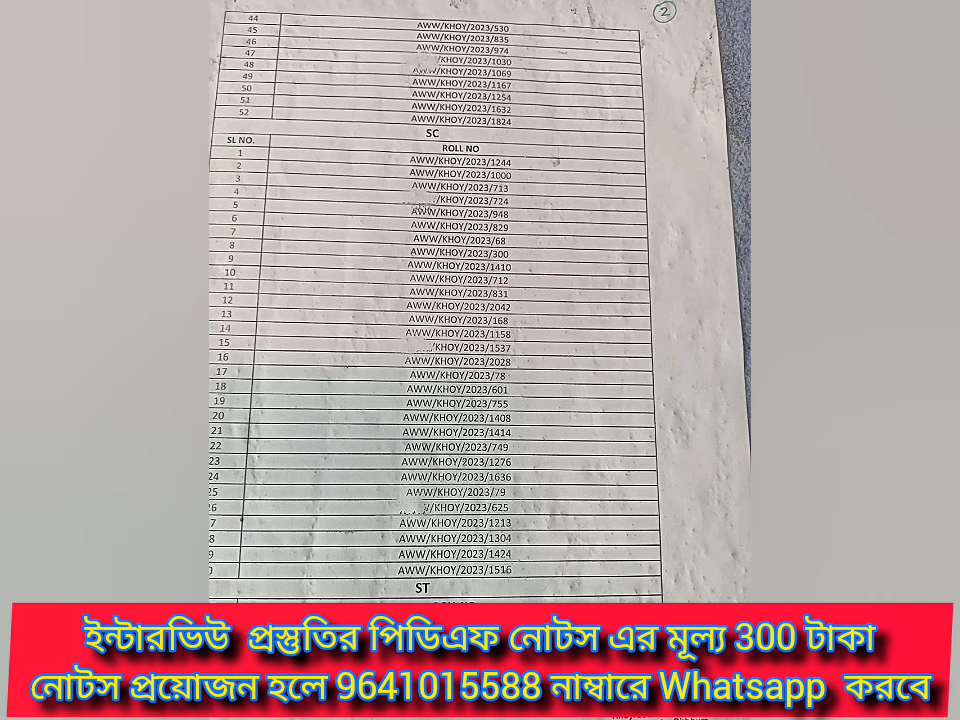 2
44 AWW/KHOY/2023/530
45 AWW/KHOY/2023/835
46 AWW/KHOY/2023/974
47 /KHOY/2023/1030
48 AWW/KHOY/2023/1069
49 AWW/KHOY/2023/1167
50 AWW/KHOY/2023/1254
51 AWW/KHOY/2023/1632
52 AWW/KHOY/2023/1824
SC
SL NO. ROLL NO
1 AWW/KHOY/2023/1244
2 AWW/KHOY/2023/1000
3 AWW/KHOY/2023/713
4 /KHOY/2023/724
5 AWW/KHOY/2023/948
6 AWW/KHOY/2023/829
7 AWW/KHOY/2023/68
8 AWW/KHOY/2023/300
9 AWW/KHOY/2023/1410
10 AWW/KHOY/2023/712
11 AWW/KHOY/2023/831
12 AWW/KHOY/2023/2042
13 AWW/KHOY/2023/168
14 AWW/KHOY/2023/1158
15 /KHOY/2023/1537
16 AWW/KHOY/2023/2028
17 AWW/KHOY/2023/78
18 AWW/KHOY/2023/601
19 AWW/KHOY/2023/755
20 AWW/KHOY/2023/1408
21 AWW/KHOY/2023/1414
22 AWW/KHOY/2023/749
23 AWW/KHOY/2023/1276
24 AWW/KHOY/2023/1636
25 AWW/KHOY/2023/79
26 /KHOY/2023/625
7 AWW/KHOY/2023/1213
8 AWW/KHOY/2023/1304
9 AWW/KHOY/2023/1424
0 AWW/KHOY/2023/1516
ST
ইন্টারভিউ প্রস্তুতির পিডিএফ নোটস এর মূল্য 300 টাকা
নোটস প্রয়োজন হলে 9641015588 নাম্বারে Whatsapp করবে